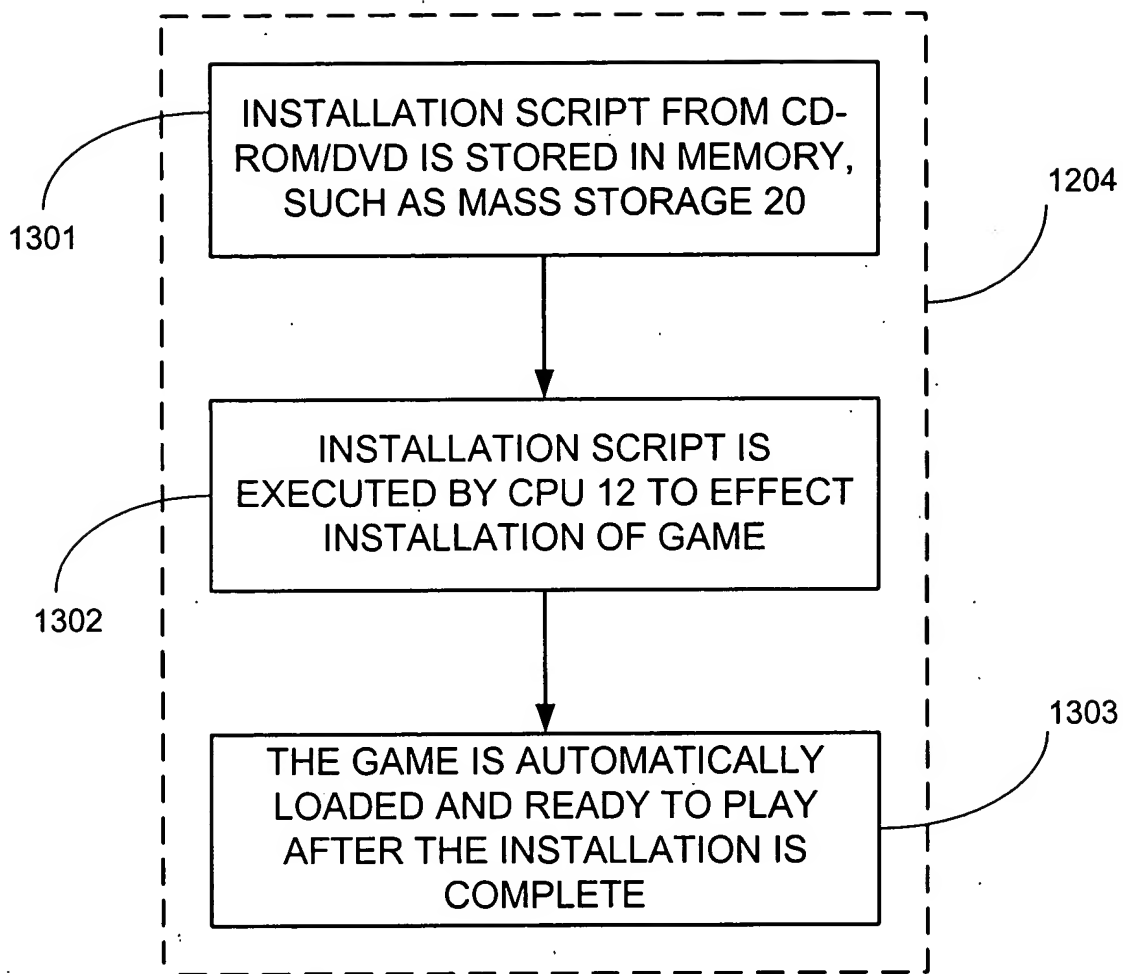 INSTALLATION SCRIPT FROM CD-
ROM/DVD IS STORED IN MEMORY,
SUCH AS MASS STORAGE 20
1301
1204
INSTALLATION SCRIPT IS
EXECUTED BY CPU 12 TO EFFECT
INSTALLATION OF GAME
1302
THE GAME IS AUTOMATICALLY
LOADED AND READY TO PLAY
AFTER THE INSTALLATION IS
COMPLETE
1303